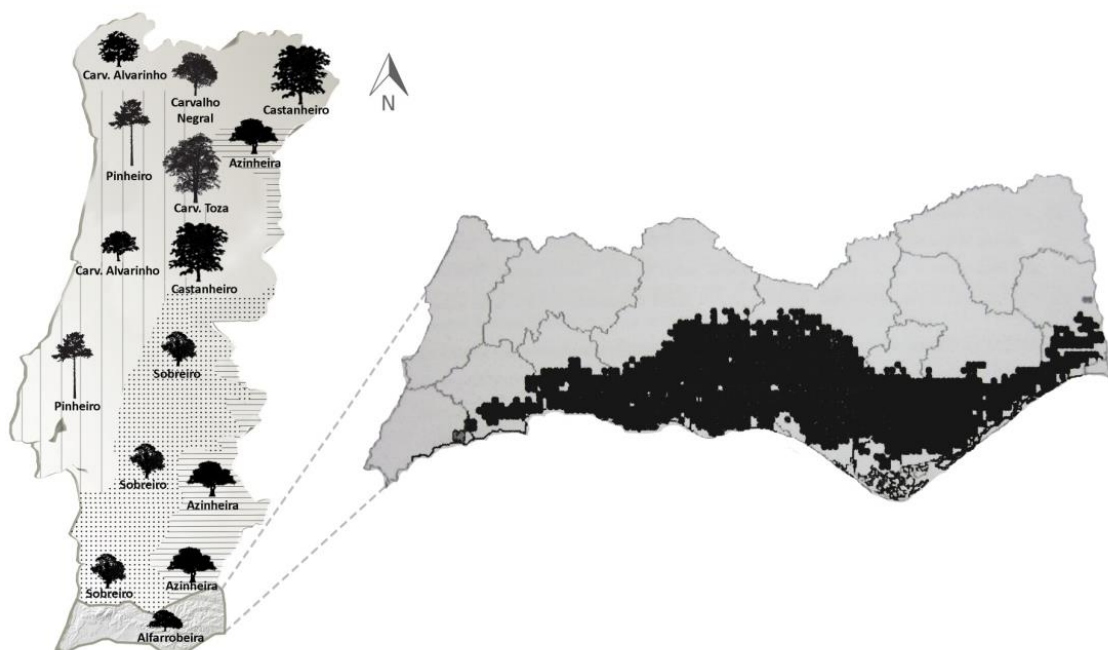 Carv. Alvarinho
Carvalho
Negral
Castanheiro
N
Pinheiro
Azinheira
Carv. Toza
Carv. Alvarinho
Castanheiro
Sobreiro
Pinheiro
Sobreiro
Azinheira
Sobreiro
Azinheira
Alfarrobeira